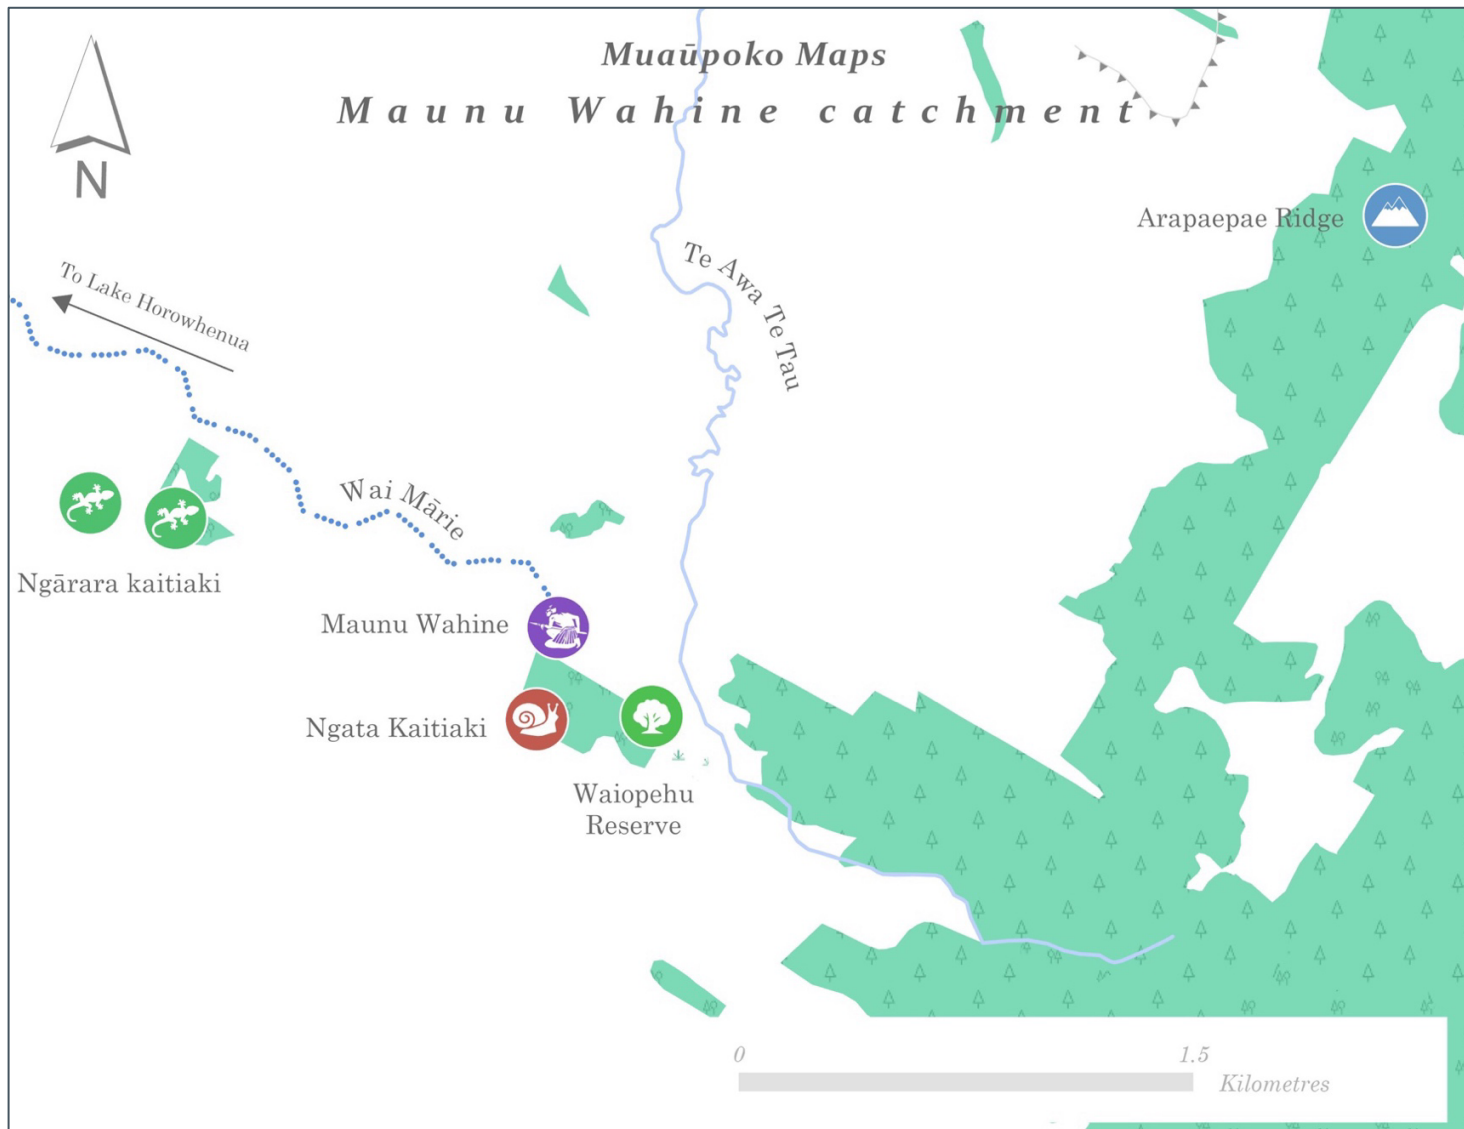 Muaūpoko Maps
Maunu Wahine catchment
N
Arapaepae Ridge
To Lake Horowhenua
Te Awa Te Tau
Wai Mārie
Ngārara kaitiaki
Maunu Wahine
Ngata Kaitiaki
Waiopehu
Reserve
0 1.5
Kilometres